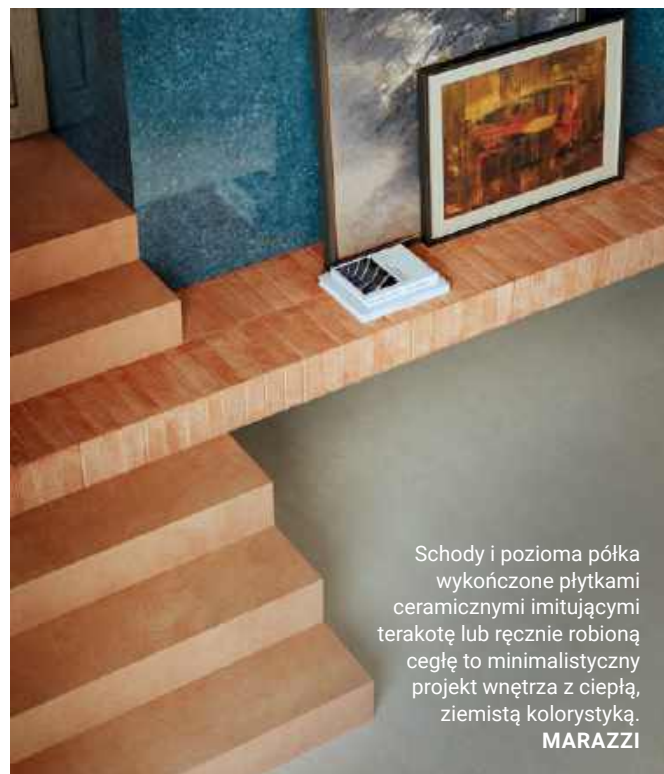 Schody i pozioma półka
wykończone płytkami
ceramicznymi imitującymi
terakotę lub ręcznie robioną
cegłę to minimalistyczny
projekt wnętrza z ciepłą,
ziemistą kolorystyką.
MARAZZI